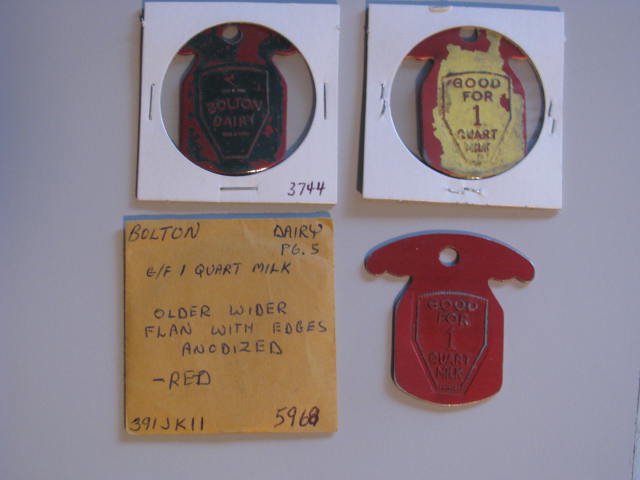 BOLTON
DAIRY
3744
GOOD
FOR
1
QUART
MILK
BOLTON DAIRY
PG. 5
G/F 1 QUART MILK
OLDER WIDER
FLAN WITH EDGES
ANODIZED
-RED
391JK11 5968
GOOD
FOR
1
QUART
MILK